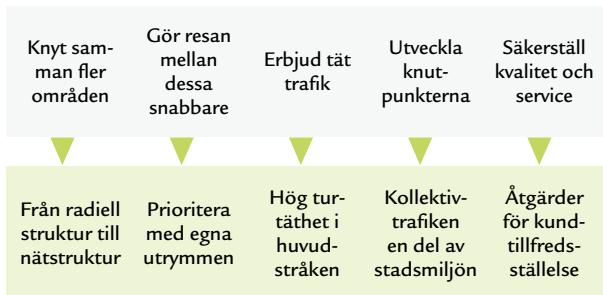 Knyt sam-
man fler
områden
Gör resan
mellan
dessa
snabbare
Erbjud tät
trafik
Utveckla
knut-
punkterna
Säkerställ
kvalitet och
service
Från radiell
struktur till
nätstruktur
Prioritera
med egna
utrymmen
Hög tur-
täthet i
huvud-
stråken
Kollektiv-
trafiken
en del av
stadsmiljön
Åtgärder
för kund-
tillfreds-
ställelse